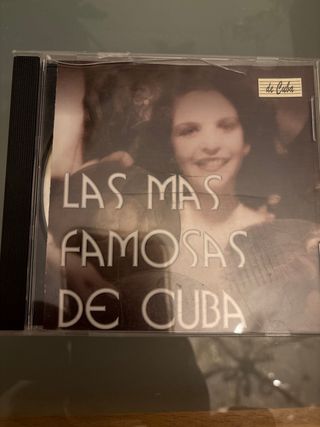 de Cuba
LAS MAS
FAMOSAS
DE CUBA